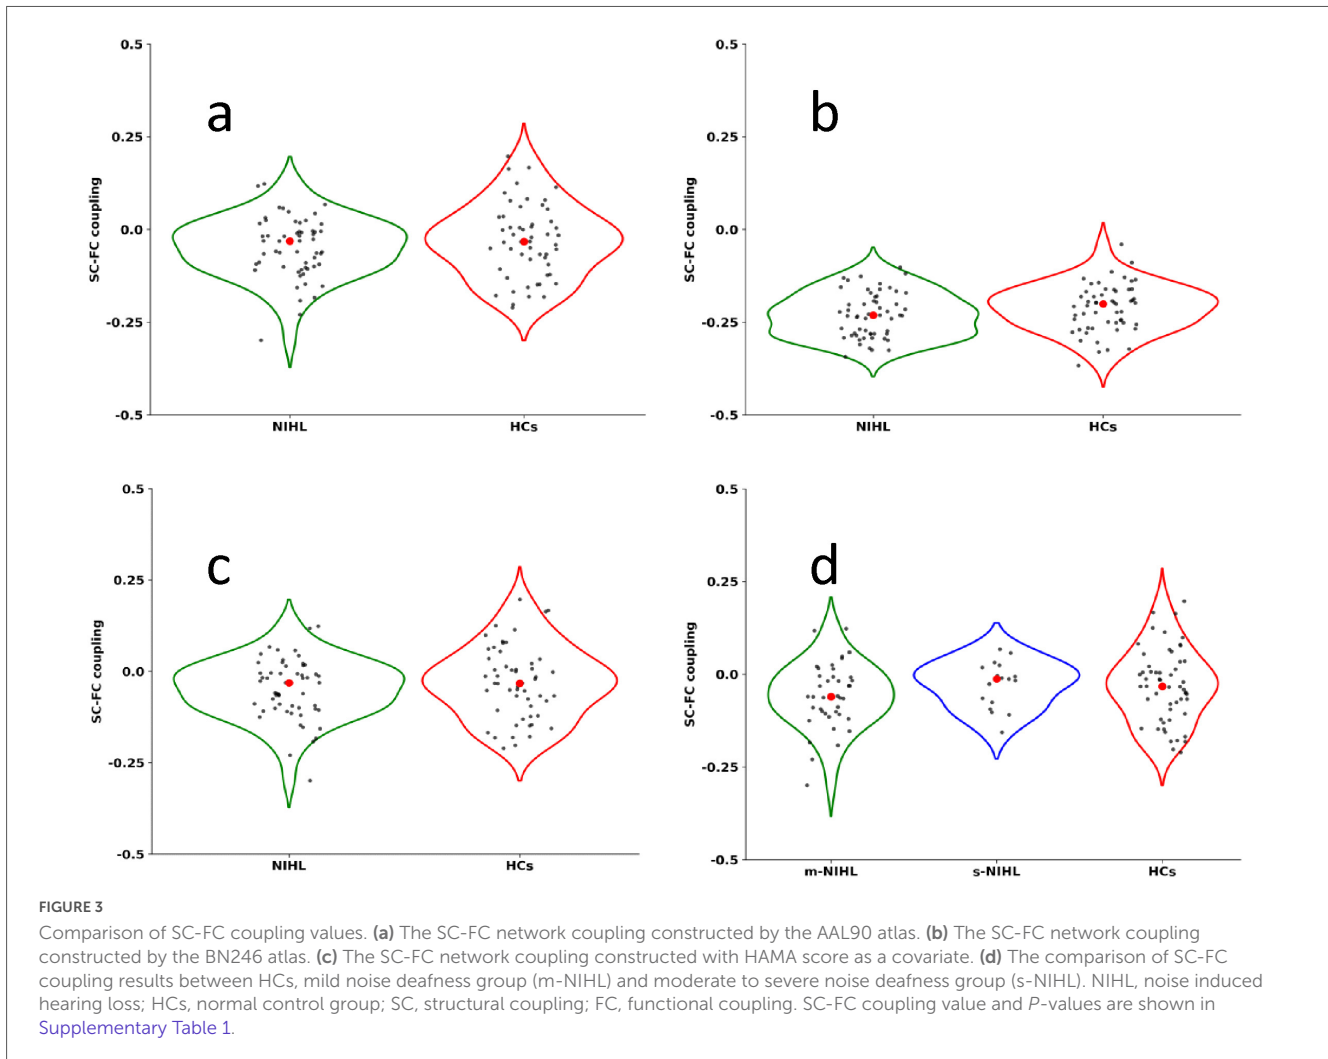 0.5
0.25
0.0
-0.25
-0.5
SC-FC coupling
a
NIHL
HCs
0.5
0.25
0.0
-0.25
-0.5
SC-FC coupling
b
NIHL
HCs
0.5
0.25
0.0
-0.25
-0.5
SC-FC coupling
c
NIHL
HCs
0.5
0.25
0.0
-0.25
-0.5
SC-FC coupling
d
m-NIHL
s-NIHL
HCs
FIGURE 3
Comparison of SC-FC coupling values. (a) The SC-FC network coupling constructed by the AAL90 atlas. (b) The SC-FC network coupling
constructed by the BN246 atlas. (c) The SC-FC network coupling constructed with HAMA score as a covariate. (d) The comparison of SC-FC
coupling results between HCs, mild noise deafness group (m-NIHL) and moderate to severe noise deafness group (s-NIHL). NIHL, noise induced
hearing loss; HCs, normal control group; SC, structural coupling; FC, functional coupling. SC-FC coupling value and P-values are shown in
Supplementary Table 1.